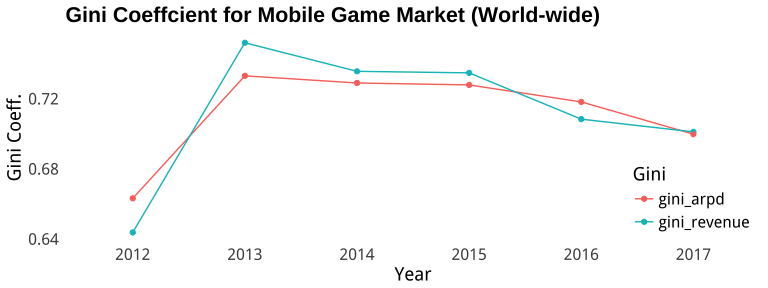 Gini Coeffcient for Mobile Game Market (World-wide)
Gini Coeff.
0.72
0.68
0.64
Gini
gini_arpd
gini_revenue
2012 2013 2014 2015 2016 2017
Year